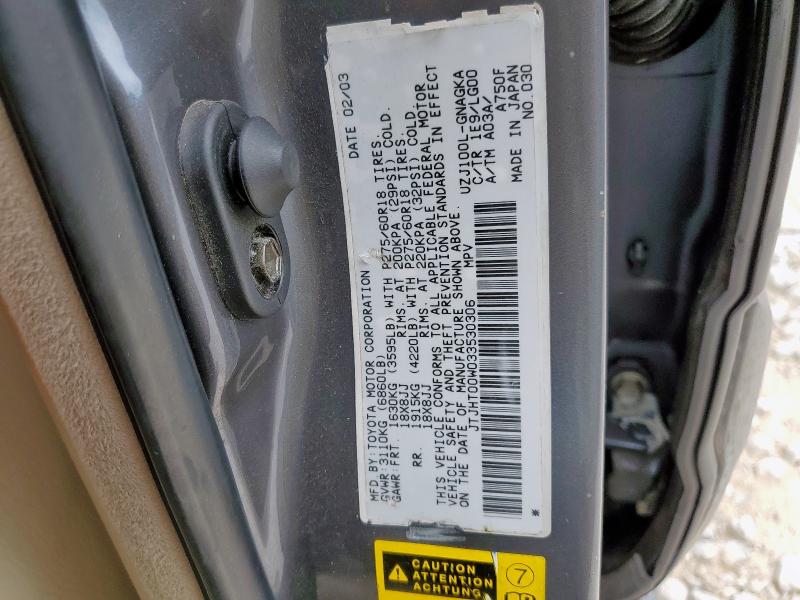 DATE 02/03
MFD BY:TOYOTA MOTOR CORPORATION
GVWR:3110KG (6860LB)
GAWR:FRT. 1630KG (3595LB) WITH P275/60R18 TIRES.
18X8JJ RIMS. AT 200KPA (29PSI) COLD.
RR. 1915KG (4220LB) WITH P275/60R18 TIRES.
18X8JJ RIMS. AT 220KPA (32PSI) COLD.
THIS VEHICLE CONFORMS TO ALL APPLICABLE FEDERAL MOTOR
VEHICLE SAFETY AND THEFT PREVENTION STANDARDS IN EFFECT
ON THE DATE OF MANUFACTURE SHOWN ABOVE.
JTJHT00W033530306 MPV
UZJ100L-GNAGKA
C/TR 1E9/LG00
A/TM A03A/ A750F
MADE IN JAPAN
NO.030
CAUTION
ATTENTION
ACHTUNG
7